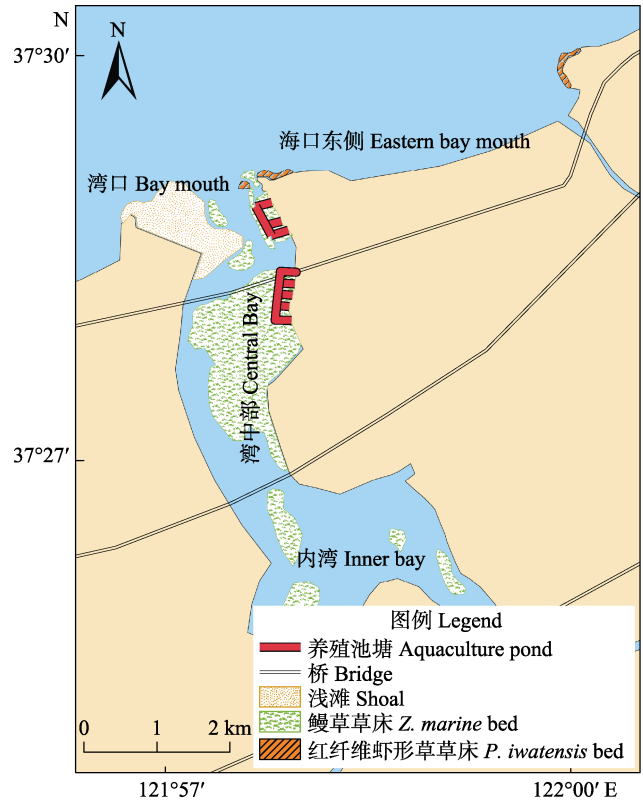 N
N
37°30′
海口东侧 Eastern bay mouth
湾口 Bay mouth
湾中部 Central Bay
37°27′
内湾 Inner bay
图例 Legend
养殖池塘 Aquaculture pond
桥 Bridge
浅滩 Shoal
鳗草草床 Z. marine bed
红纤维虾形草草床 P. iwatensis bed
0 1 2 km
121°57′ 122°00′ E